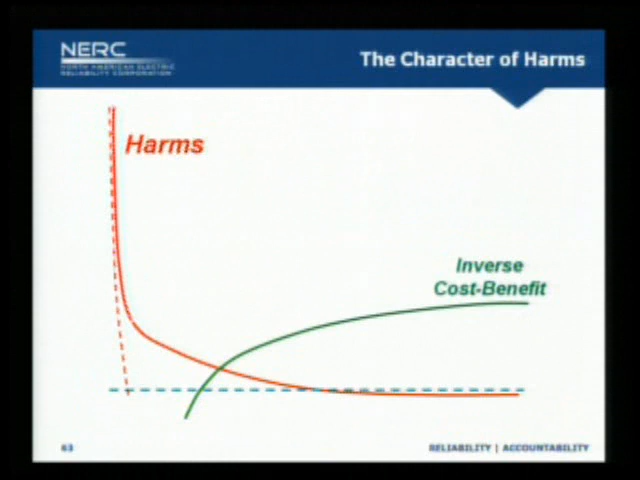 NERC
NORTH AMERICAN ELECTRIC
RELIABILITY CORPORATION
The Character of Harms
Harms
Inverse
Cost-Benefit
63
RELIABILITY | ACCOUNTABILITY